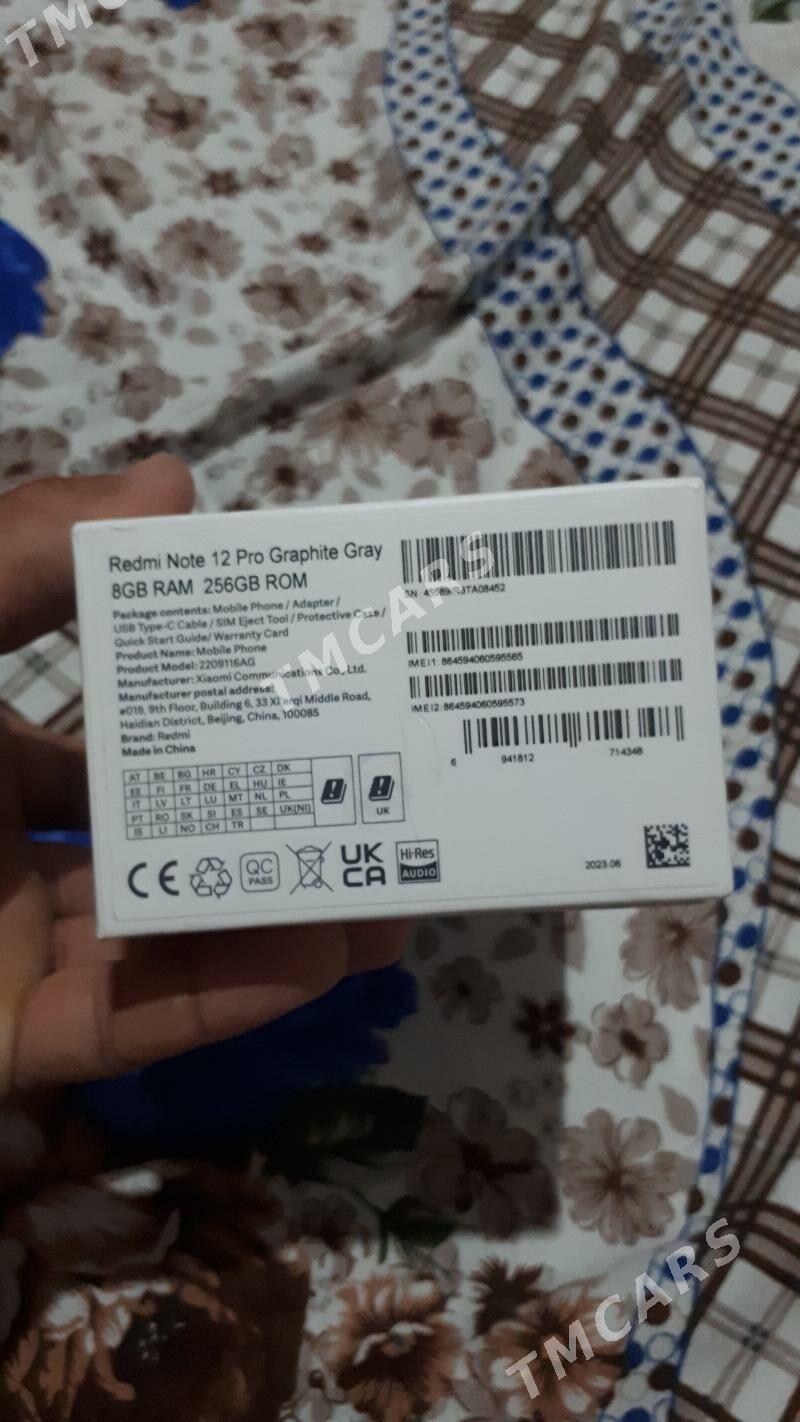 TMCARS
Redmi Note 12 Pro Graphite Gray
8GB RAM 256GB ROM
Package contents: Mobile Phone / Adapter /
USB Type-C Cable / SIM Eject Tool / Protective Case /
Quick Start Guide/ Warranty Card
Product Name: Mobile Phone
Product Model: 2209116AG
Manufacturer: Xiaomi Communications Co., Ltd.
Manufacturer postal address:
#019, 9th Floor, Building 6, 33 Xi erqi Middle Road,
Haidian District, Beijing, China, 100085
Brand: Redmi
Made in China
AT BE BG HR CY CZ DK
EE FI FR DE EL HU IE
IT LV LT LU MT NL PL
PT RO SK SI ES SE UK(NI)
IS LI NO CH TR
UK
CE
QC
PASS
UK
CA
Hi-Res
AUDIO
SN:
IMEI1: 864594060595565
IMEI2: 864594060595573
6 941812 714348
2023.06
TMCARS
TMCARS